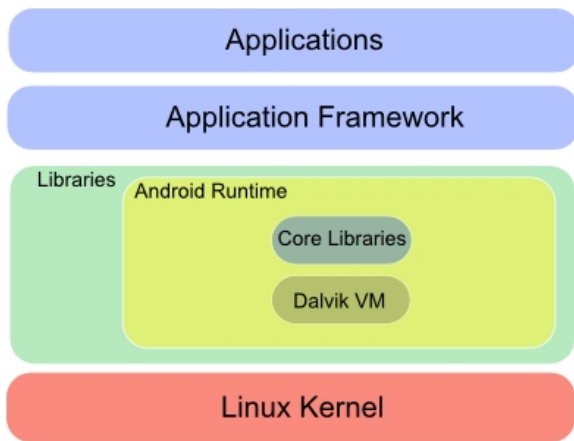 Applications
Application Framework
Libraries
Android Runtime
Core Libraries
Dalvik VM
Linux Kernel